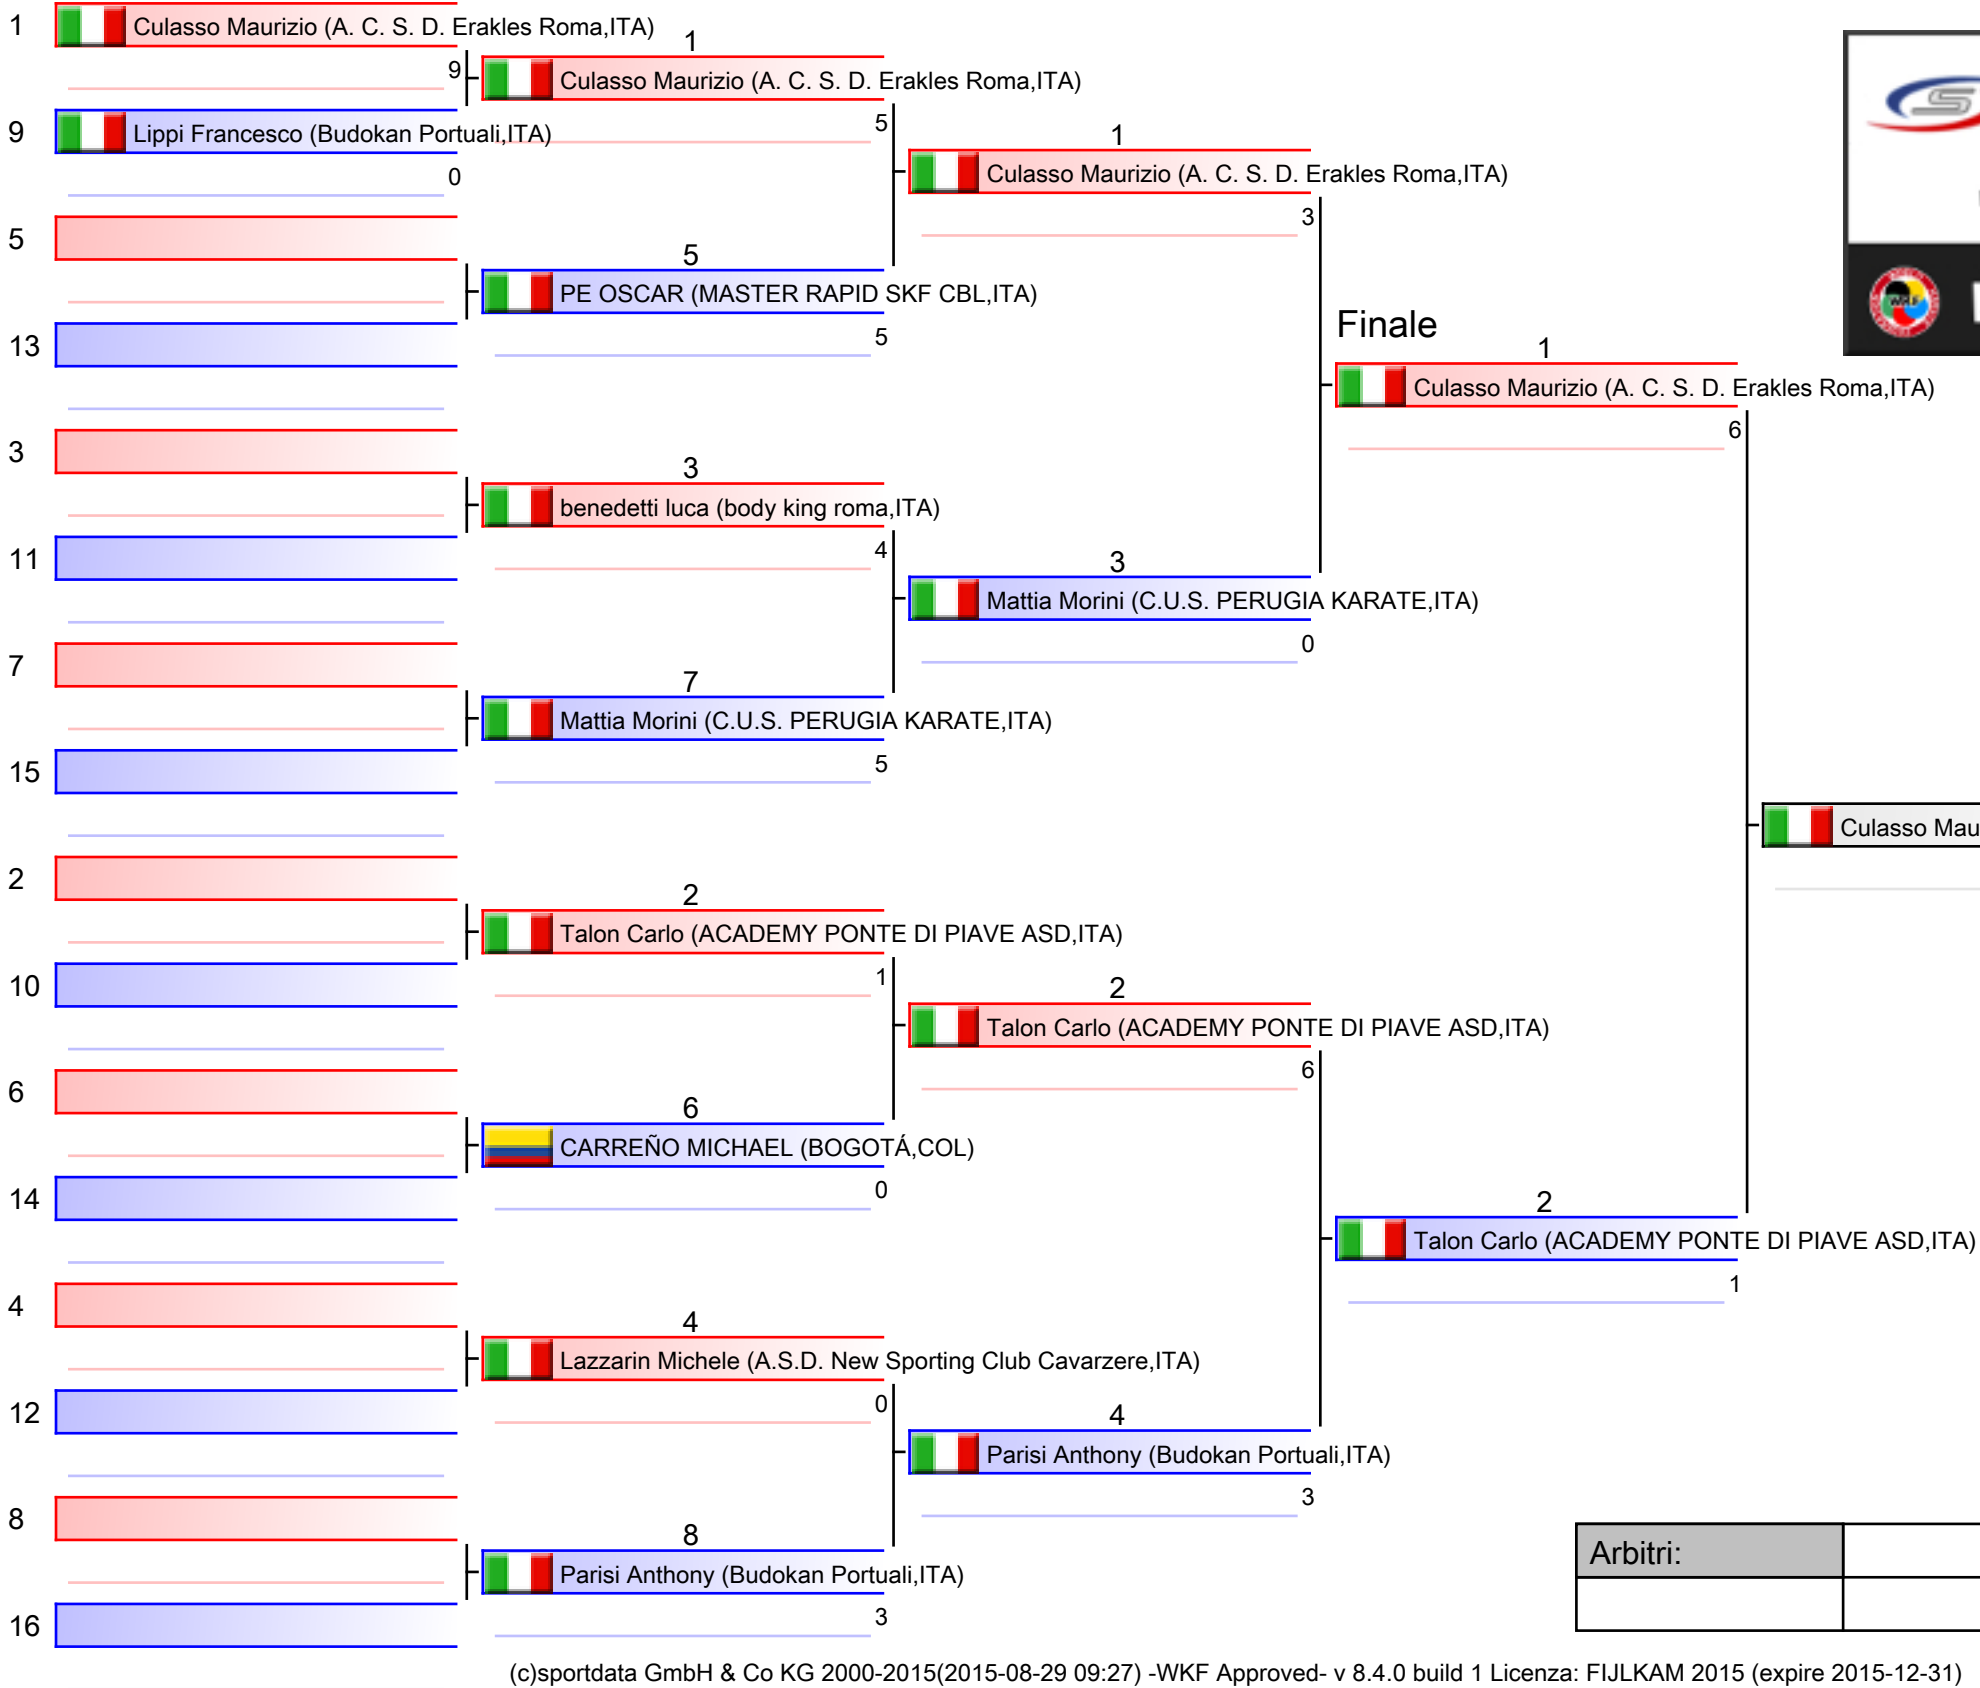 1
Culasso Maurizio (A. C. S. D. Erakles Roma,ITA)
9
9
Lippi Francesco (Budokan Portuali,ITA)
0
5
13
3
11
7
15
2
10
6
14
4
12
8
16
1
Culasso Maurizio (A. C. S. D. Erakles Roma,ITA)
5
5
PE OSCAR (MASTER RAPID SKF CBL,ITA)
5
3
benedetti luca (body king roma,ITA)
4
7
Mattia Morini (C.U.S. PERUGIA KARATE,ITA)
5
2
Talon Carlo (ACADEMY PONTE DI PIAVE ASD,ITA)
1
6
CARREÑO MICHAEL (BOGOTÁ,COL)
0
4
Lazzarin Michele (A.S.D. New Sporting Club Cavarzere,ITA)
0
8
Parisi Anthony (Budokan Portuali,ITA)
3
1
Culasso Maurizio (A. C. S. D. Erakles Roma,ITA)
3
3
Mattia Morini (C.U.S. PERUGIA KARATE,ITA)
0
2
Talon Carlo (ACADEMY PONTE DI PIAVE ASD,ITA)
6
4
Parisi Anthony (Budokan Portuali,ITA)
3
Finale
1
Culasso Maurizio (A. C. S. D. Erakles Roma,ITA)
6
2
Talon Carlo (ACADEMY PONTE DI PIAVE ASD,ITA)
1
Culasso Mau
S
WKF
Arbitri:
(c)sportdata GmbH & Co KG 2000-2015(2015-08-29 09:27) -WKF Approved- v 8.4.0 build 1 Licenza: FIJLKAM 2015 (expire 2015-12-31)